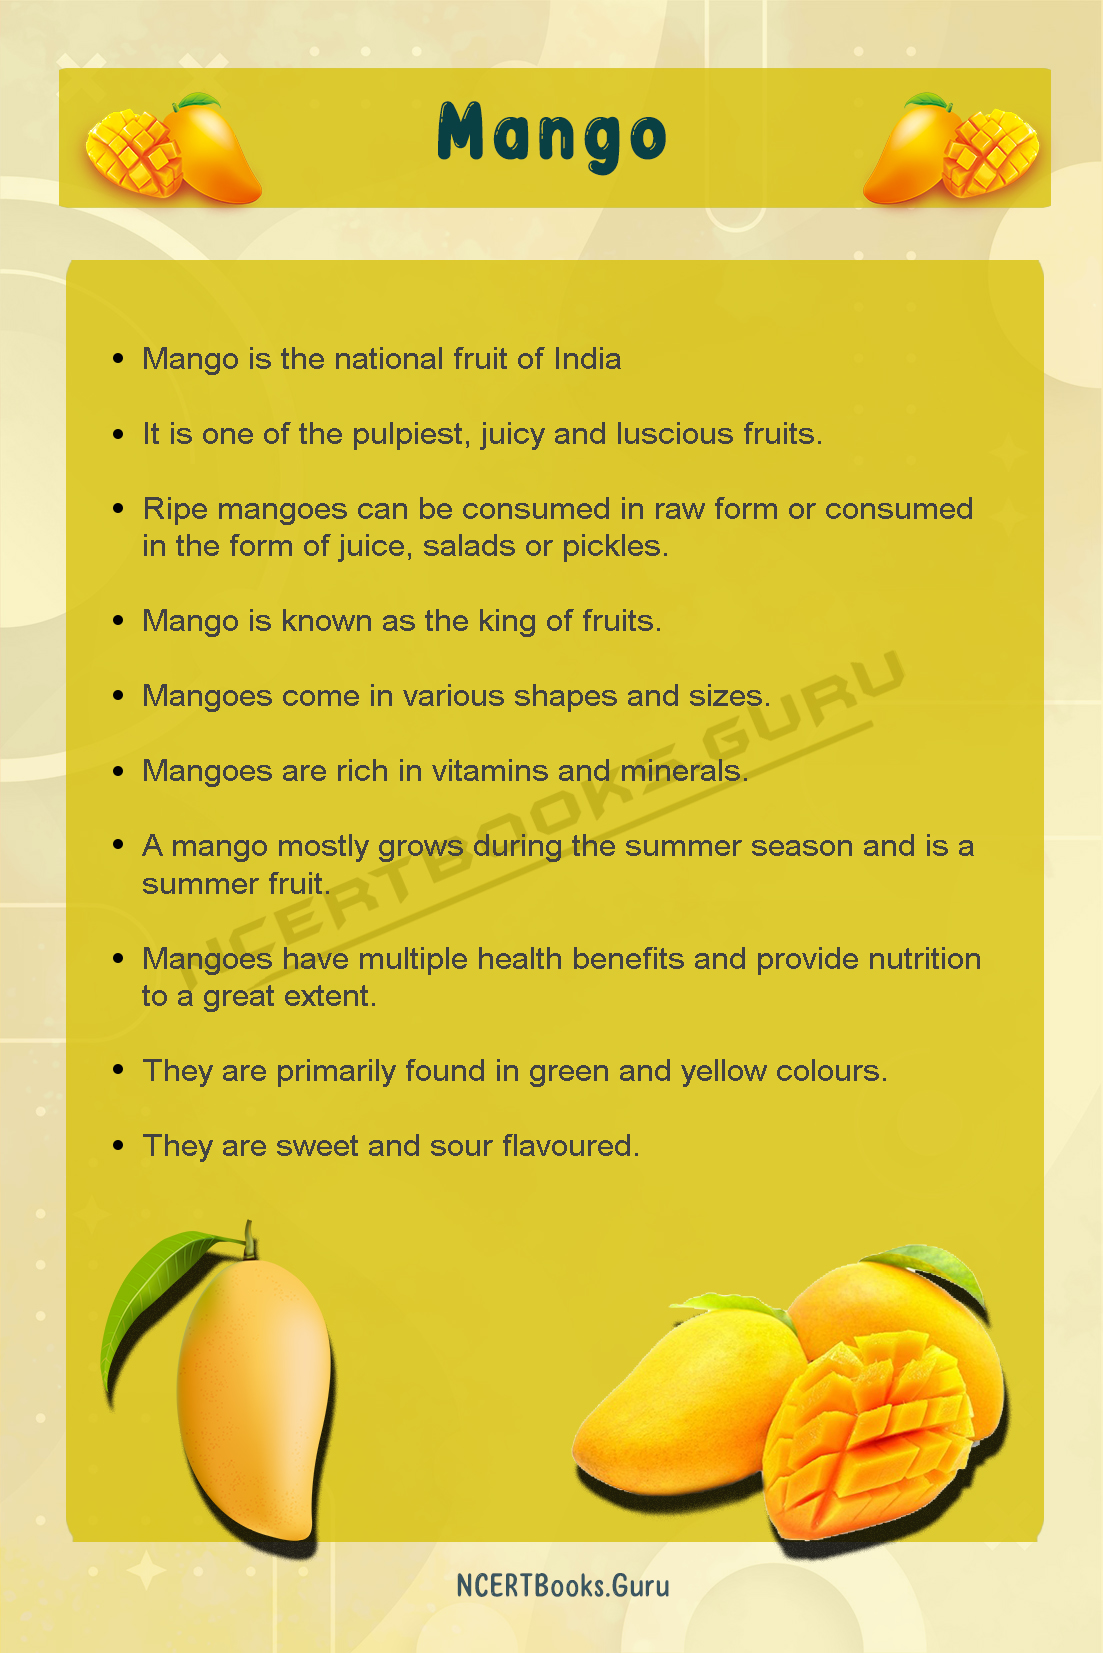 Mango
• Mango is the national fruit of India
• It is one of the pulpiest, juicy and luscious fruits.
• Ripe mangoes can be consumed in raw form or consumed
in the form of juice, salads or pickles.
• Mango is known as the king of fruits.
• Mangoes come in various shapes and sizes.
• Mangoes are rich in vitamins and minerals.
• A mango mostly grows during the summer season and is a
summer fruit.
• Mangoes have multiple health benefits and provide nutrition
to a great extent.
• They are primarily found in green and yellow colours.
• They are sweet and sour flavoured.
NCERTBOOKS.GURU
NCERTBooks.Guru